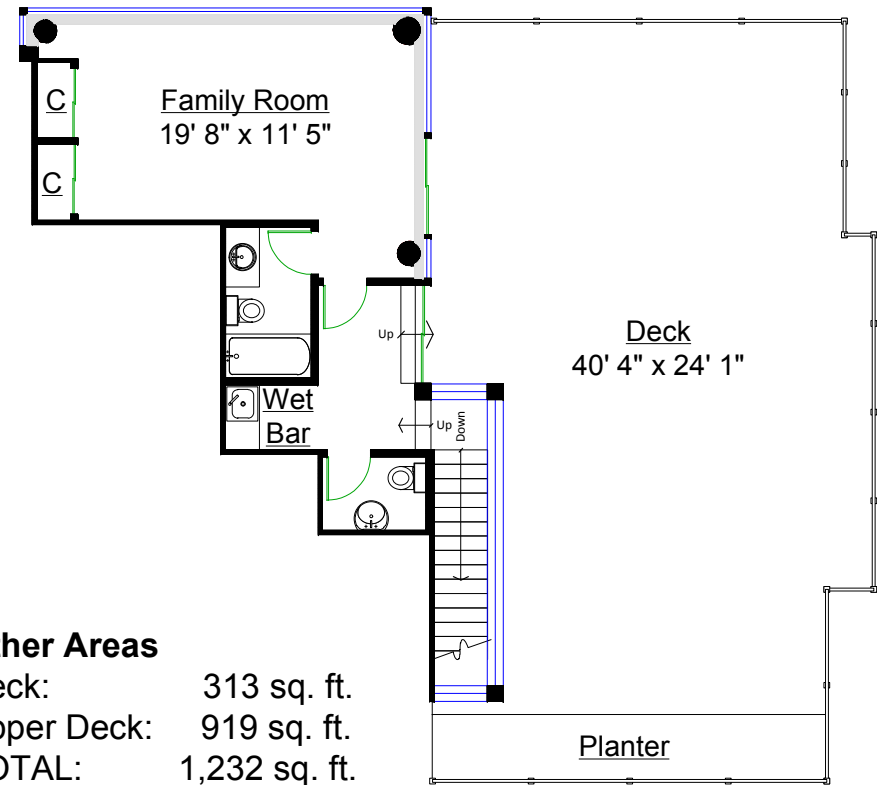 C
Family Room
19' 8" x 11' 5"
C
Up
Deck
40' 4" x 24' 1"
Wet
Bar
Up
Down
ther Areas
eck: 313 sq. ft.
pper Deck: 919 sq. ft.
OTAL: 1,232 sq. ft.
Planter